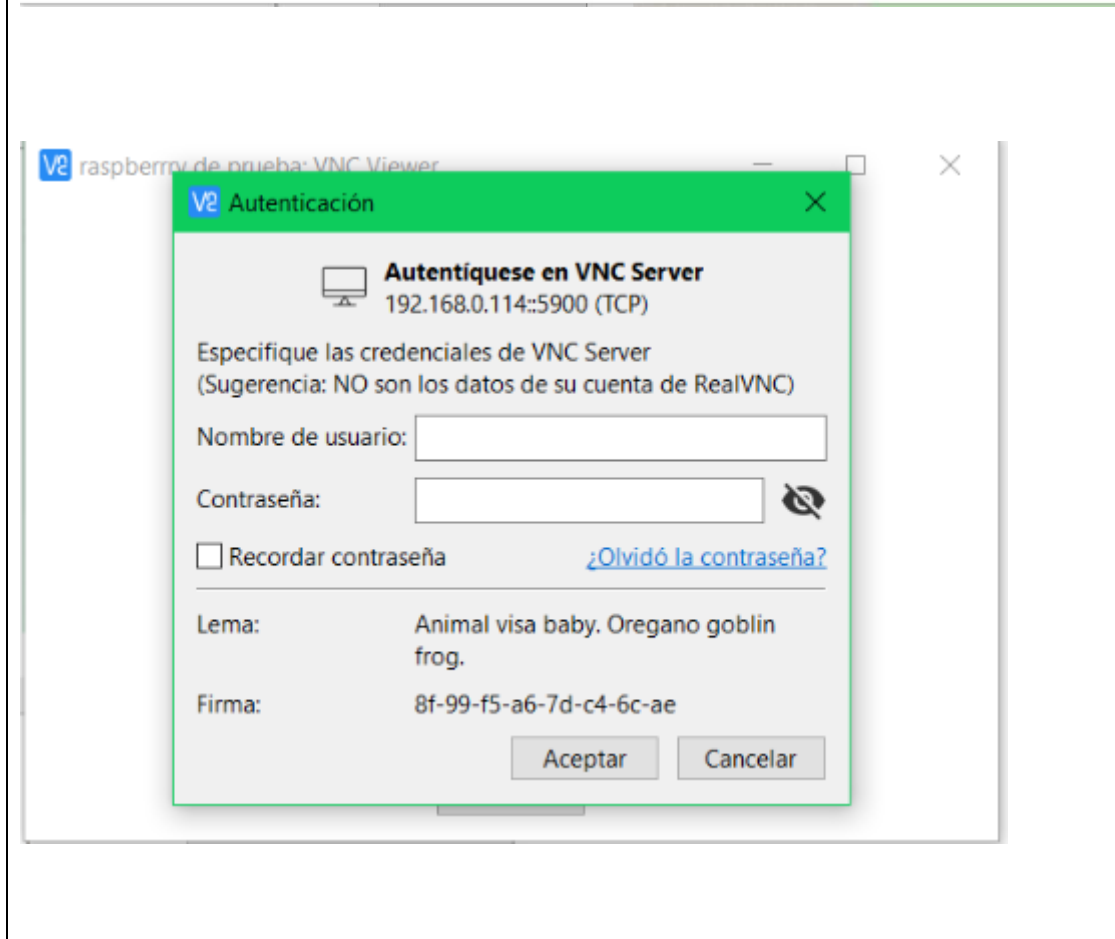 raspberrry de prueba: VNC Viewer
Autenticación
Autentíquese en VNC Server
192.168.0.114::5900 (TCP)
Especifique las credenciales de VNC Server
(Sugerencia: NO son los datos de su cuenta de RealVNC)
Nombre de usuario:
Contraseña:
Recordar contraseña ¿Olvidó la contraseña?
Lema: Animal visa baby. Oregano goblin
frog.
Firma: 8f-99-f5-a6-7d-c4-6c-ae
Aceptar Cancelar